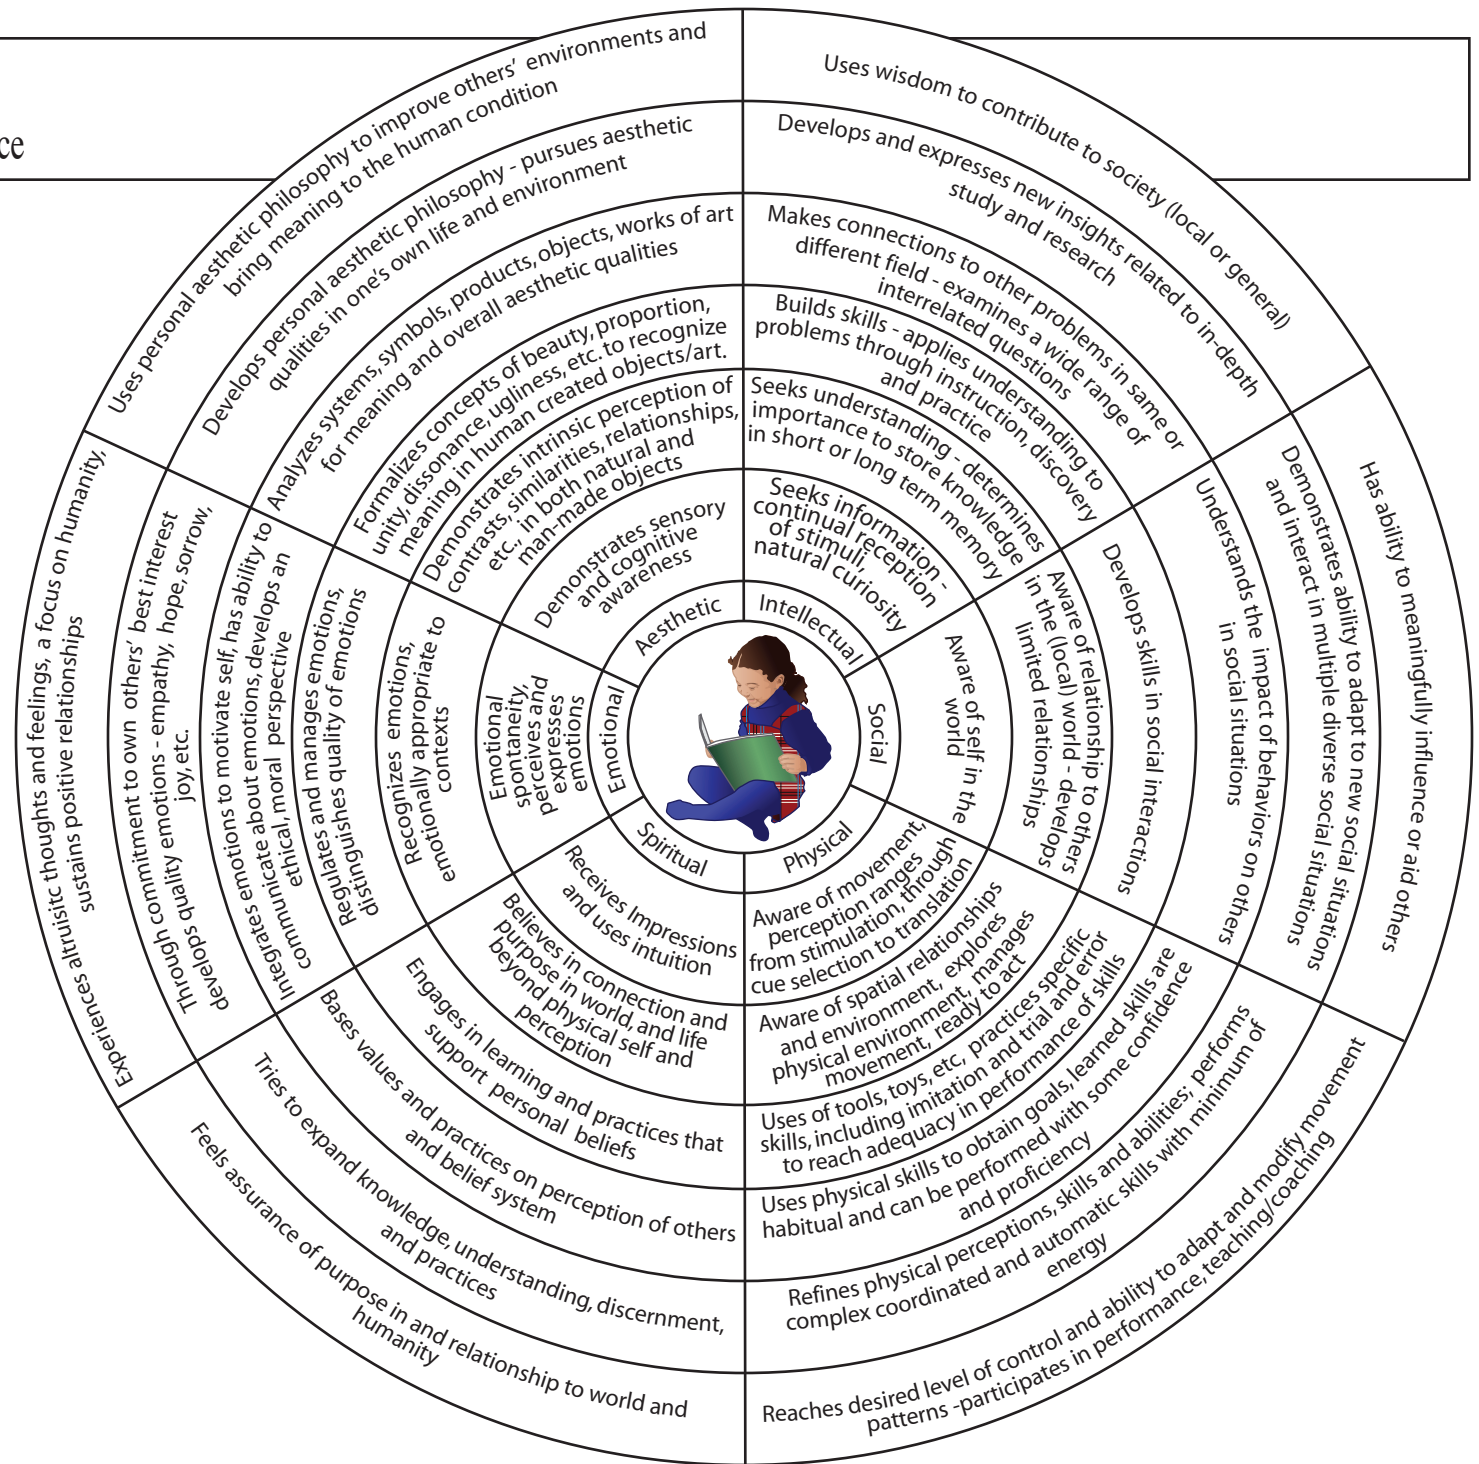 ce
Aesthetic
Demonstrates sensory
and cognitive
awareness
Demonstrates intrinsic perception of
contrasts, similarities, relationships,
etc., in both natural and
man-made objects
Formalizes concepts of beauty, proportion,
unity, dissonance, ugliness, etc. to recognize
meaning in human created objects/art.
Analyzes systems, symbols, products, objects, works of art
for meaning and overall aesthetic qualities
Develops personal aesthetic philosophy - pursues aesthetic
qualities in one's own life and environment
Uses personal aesthetic philosophy to improve others' environments and
bring meaning to the human condition
Intellectual
Seeks information -
continual reception
of stimuli,
natural curiosity
Seeks understanding - determines
importance to store knowledge
in short or long term memory
Builds skills - applies understanding to
problems through instruction, discovery
and practice
Makes connections to other problems in same or
different field - examines a wide range of
interrelated questions
Develops and expresses new insights related to in-depth
study and research
Uses wisdom to contribute to society (local or general)
Social
Aware of self in the
world
Aware of relationship to others
in the (local) world - develops
limited relationships
Develops skills in social interactions
Understands the impact of behaviors on others
in social situations
Demonstrates ability to adapt to new social situations
and interact in multiple diverse social situations
Has ability to meaningfully influence or aid others
Physical
Aware of movement,
perception ranges
from stimulation, through
cue selection to translation
Aware of spatial relationships
and environment, explores
physical environment, manages
movement, ready to act
Uses of tools, toys, etc, practices specific
skills, including imitation and trial and error
to reach adequacy in performance of skills
Uses physical skills to obtain goals, learned skills are
habitual and can be performed with some confidence
and proficiency
Refines physical perceptions, skills and abilities; performs
complex coordinated and automatic skills with minimum of
energy
Reaches desired level of control and ability to adapt and modify movement
patterns -participates in performance, teaching/coaching
Spiritual
Receives Impressions
and uses intuition
Believes in connection and
purpose in world, and life
beyond physical self and
perception
Engages in learning and practices that
support personal beliefs
Bases values and practices on perception of others
and belief system
Tries to expand knowledge, understanding, discernment,
and practices
Feels assurance of purpose in and relationship to world and
humanity
Emotional
Emotional
spontaneity,
perceives and
expresses
emotions
Recognizes emotions,
emotionally appropriate to
contexts
Regulates and manages emotions,
distinguishes quality of emotions
Integrates emotions to motivate self, has ability to
communicate about emotions, develops an
ethical, moral perspective
Through commitment to own others' best interest
develops quality emotions - empathy, hope, sorrow,
joy, etc.
Experiences altruisitc thoughts and feelings, a focus on humanity,
sustains positive relationships